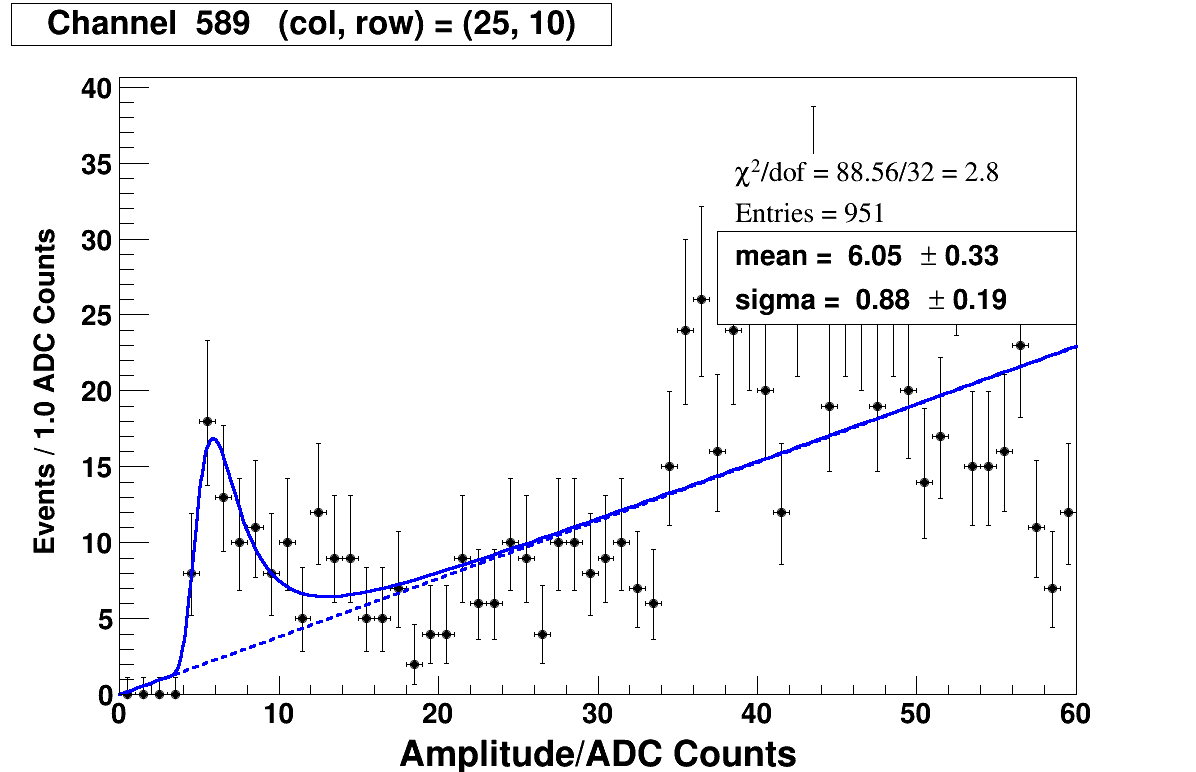 Channel 589 (col, row) = (25, 10)
40
35
30
25
20
15
10
5
0
Events / 1.0 ADC Counts
χ²/dof = 88.56/32 = 2.8
Entries = 951
mean = 6.05 ± 0.33
sigma = 0.88 ± 0.19
0 10 20 30 40 50 60
Amplitude/ADC Counts